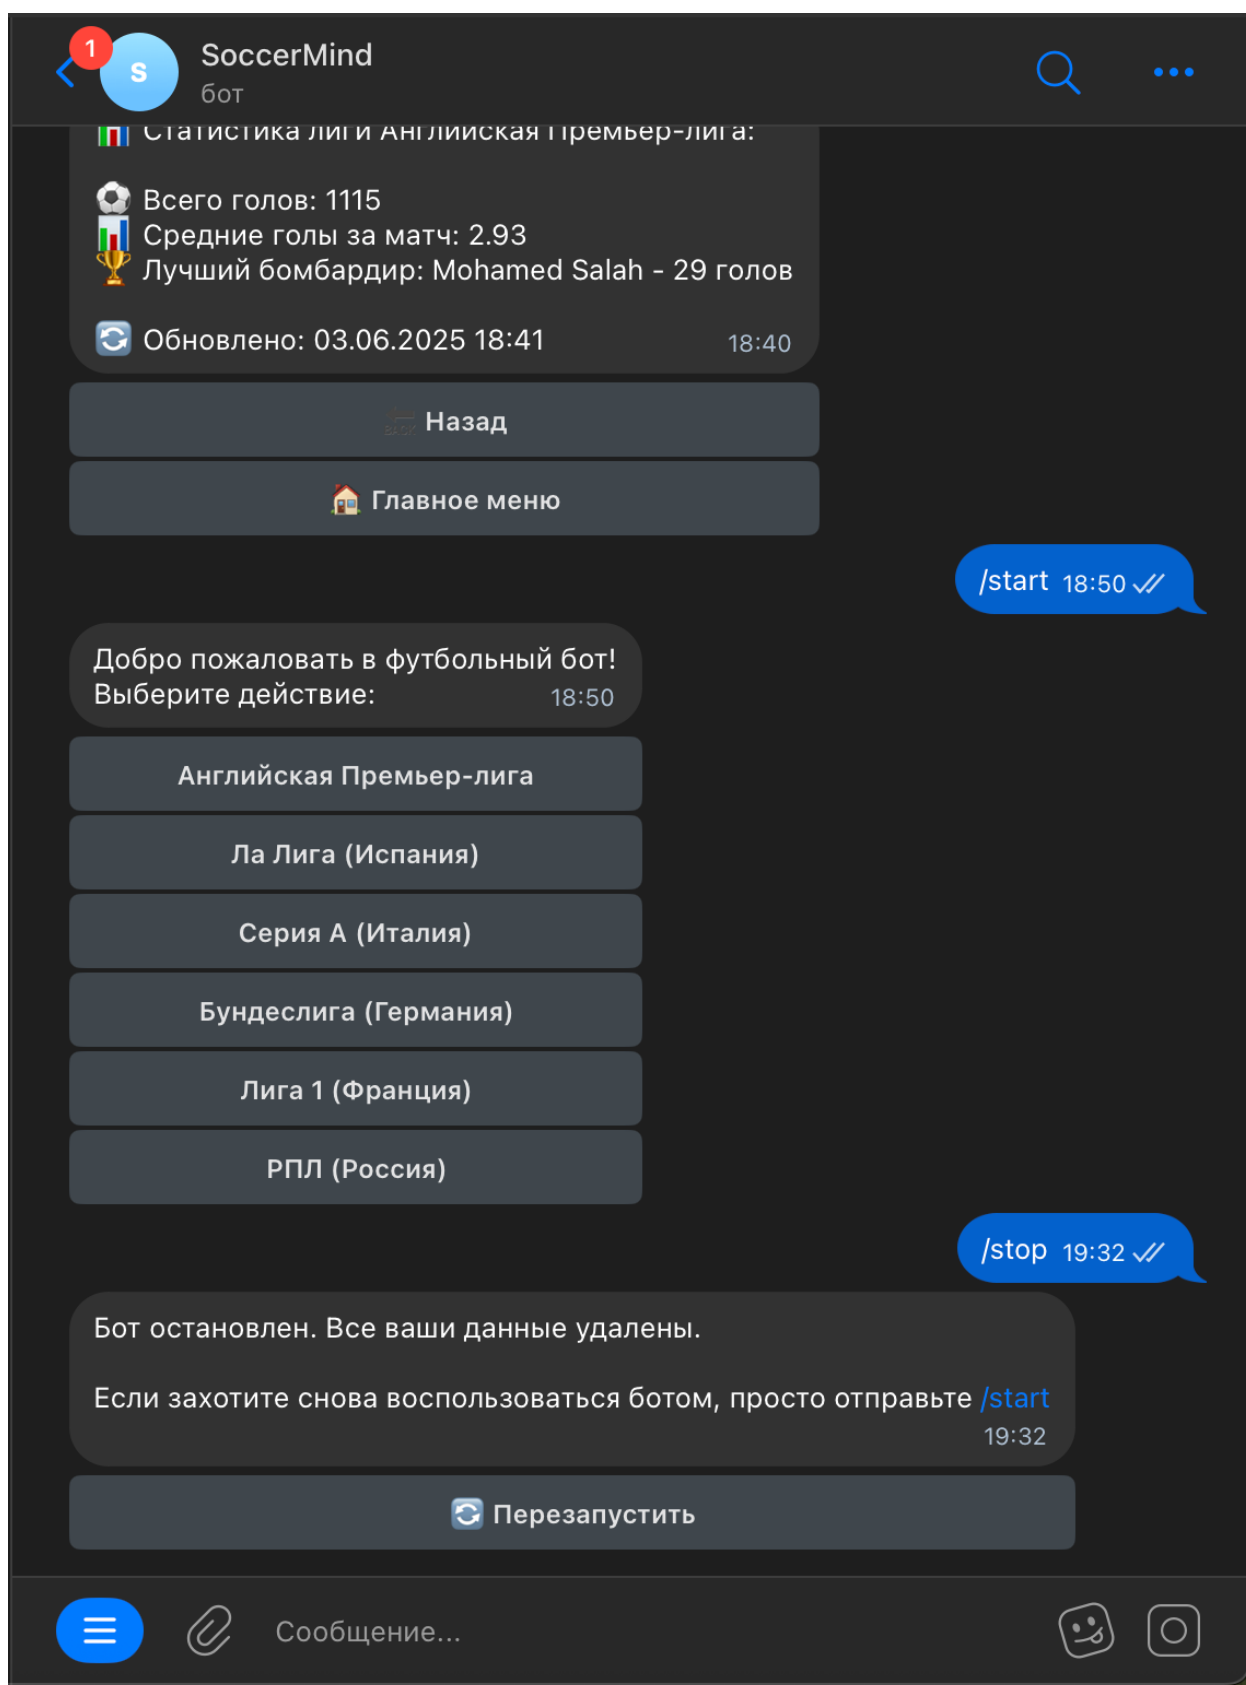 1
S
SoccerMind
бот
Статистика лиги Английская Премьер-лига:
Всего голов: 1115
Средние голы за матч: 2.93
Лучший бомбардир: Mohamed Salah - 29 голов
Обновлено: 03.06.2025 18:41
18:40
BACK Назад
Главное меню
/start 18:50
Добро пожаловать в футбольный бот!
Выберите действие:
18:50
Английская Премьер-лига
Ла Лига (Испания)
Серия А (Италия)
Бундеслига (Германия)
Лига 1 (Франция)
РПЛ (Россия)
/stop 19:32
Бот остановлен. Все ваши данные удалены.
Если захотите снова воспользоваться ботом, просто отправьте /start
19:32
Перезапустить
Сообщение...